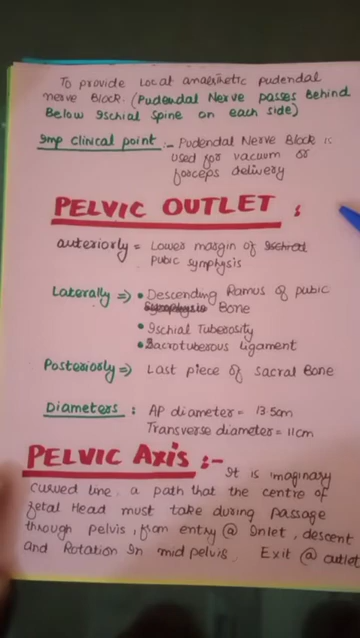 To provide Local anaesthetic pudendal
nerve Block. (Pudendal Nerve passes Behind
Below Ischial spine on each side)
Imp clinical point :- Pudendal Nerve Block is
used for vacuum or
forceps delivery
PELVIC OUTLET :
anteriorly = Lower margin of Ischial
Pubic symphysis
Laterally => • Descending Ramus of pubic
Symphysis Bone
• Ischial Tuberosity
• Sacrotuberous ligament
Posteriorly => Last piece of sacral Bone
Diameters : AP diameter = 13.5cm
Transverse diameter = 11cm
PELVIC AXIS :-
It is imaginary
curved line. a path that the centre of
fetal Head must take during passage
through pelvis, from entry @ Inlet, descent
and Rotation In mid pelvis. Exit @ outlet